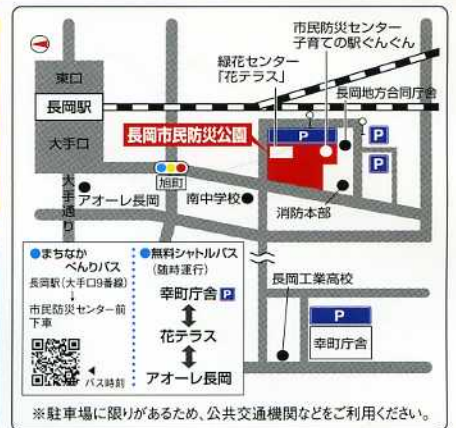 市民防災センター
子育ての駅ぐんぐん
緑花センター
「花テラス」
長岡地方合同庁舎
東口
長岡駅
大手口
長岡市民防災公園
P
P
P
旭町
大手通り
アオーレ長岡
南中学校
消防本部
●まちなか
べんりバス
長岡駅(大手口9番線)
↓
市民防災センター前
下車
◀
バス時刻
●無料シャトルバス
(随時運行)
幸町庁舎 P
花テラス
アオーレ長岡
長岡工業高校
P
幸町庁舎
※駐車場に限りがあるため、公共交通機関などをご利用ください。